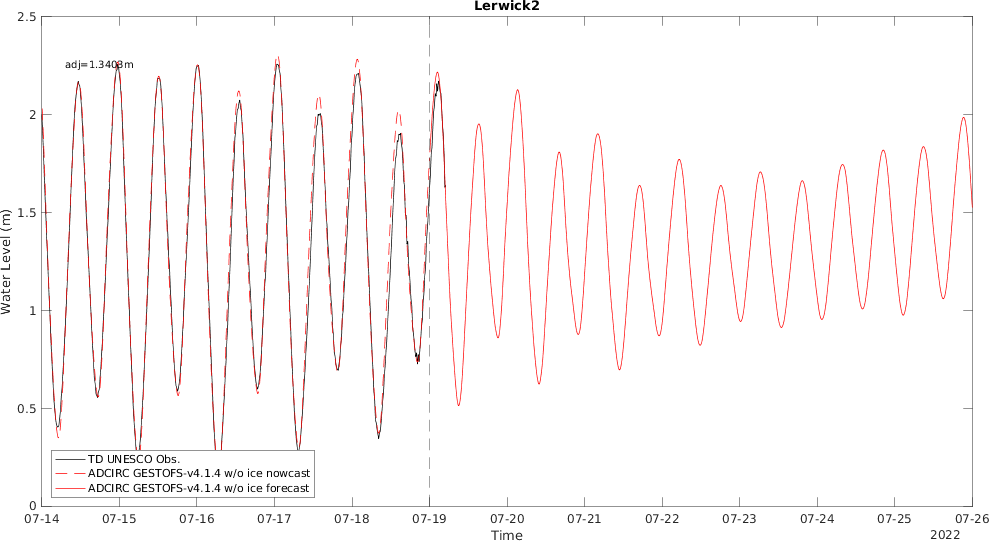 Lerwick2
2.5
adj=1.3403m
2
1.5
Water Level (m)
1
0.5
TD UNESCO Obs.
ADCIRC GESTOFS-v4.1.4 w/o ice nowcast
ADCIRC GESTOFS-v4.1.4 w/o ice forecast
0
07-14 07-15 07-16 07-17 07-18 07-19 07-20 07-21 07-22 07-23 07-24 07-25 07-26
Time
2022